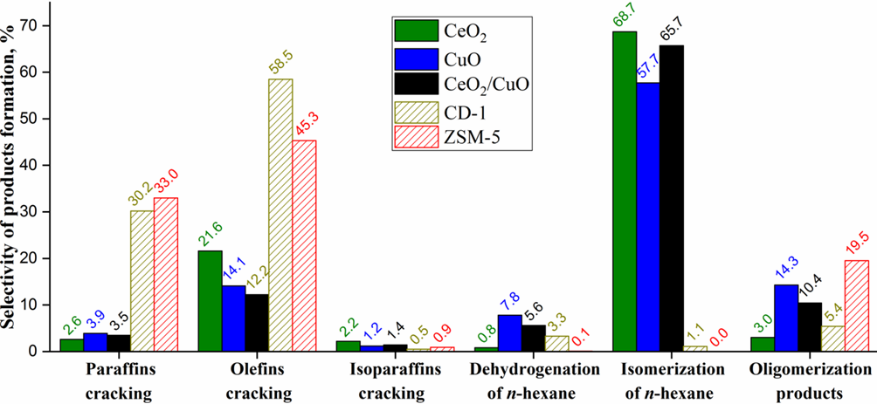 Selectivity of products formation, %
70
60
50
40
30
20
10
0
CeO₂
CuO
CeO₂/CuO
CD-1
ZSM-5
2.6
3.9
3.5
30.2
33.0
21.6
14.1
12.2
58.5
45.3
2.2
1.2
1.4
0.5
0.9
0.8
7.8
5.6
3.3
0.1
68.7
57.7
65.7
1.1
0.0
3.0
14.3
10.4
5.4
19.5
Paraffins
cracking
Olefins
cracking
Isoparaffins
cracking
Dehydrogenation
of n-hexane
Isomerization
of n-hexane
Oligomerization
products